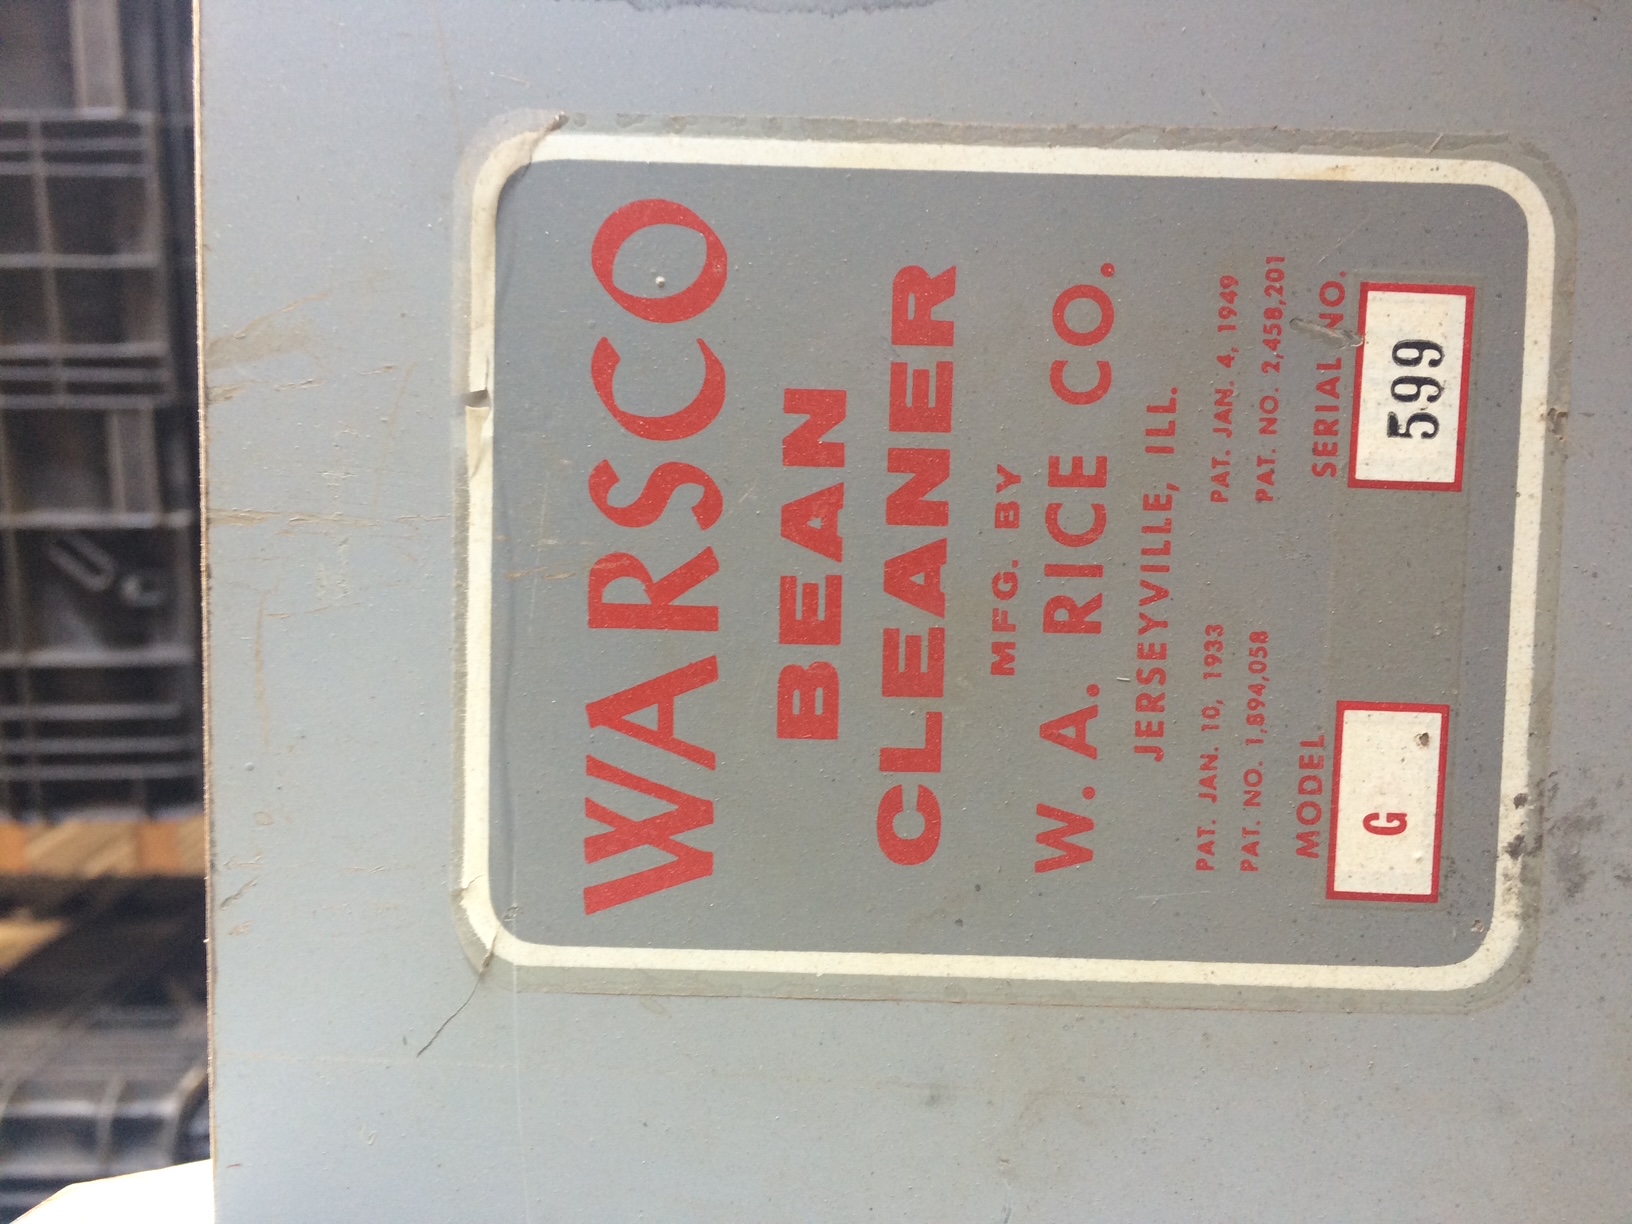 WARSCO
BEAN
CLEANER
MFG. BY
W. A. RICE CO.
JERSEYVILLE, ILL.
PAT. JAN. 10, 1933 PAT. JAN. 4, 1949
PAT. NO. 1,894,058 PAT. NO. 2,458,201
MODEL SERIAL NO.
G 599